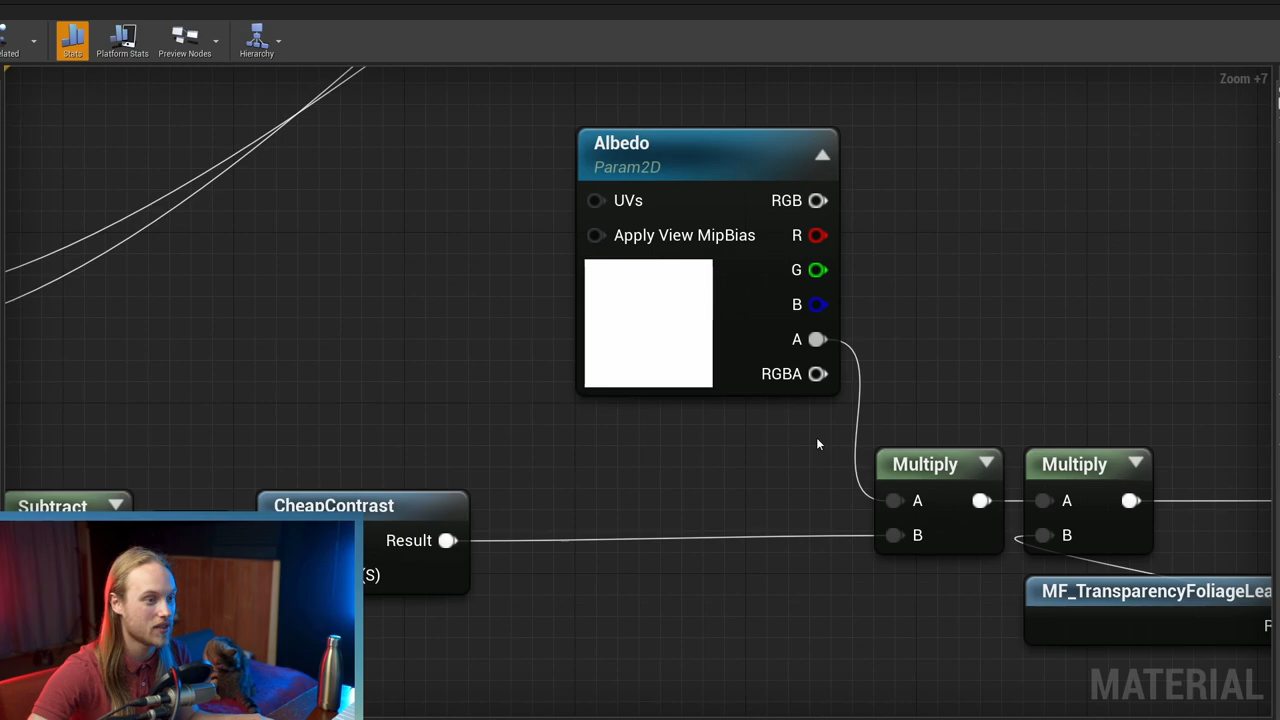 elated
Stats
Platform Stats
Preview Nodes
Hierarchy
Zoom +7
Albedo
Param2D
UVs
RGB
Apply View MipBias
R
G
B
A
RGBA
Multiply
Multiply
Subtract
CheapContrast
A
A
Result
B
B
(S)
MF_TransparencyFoliageLea
R
MATERIAL